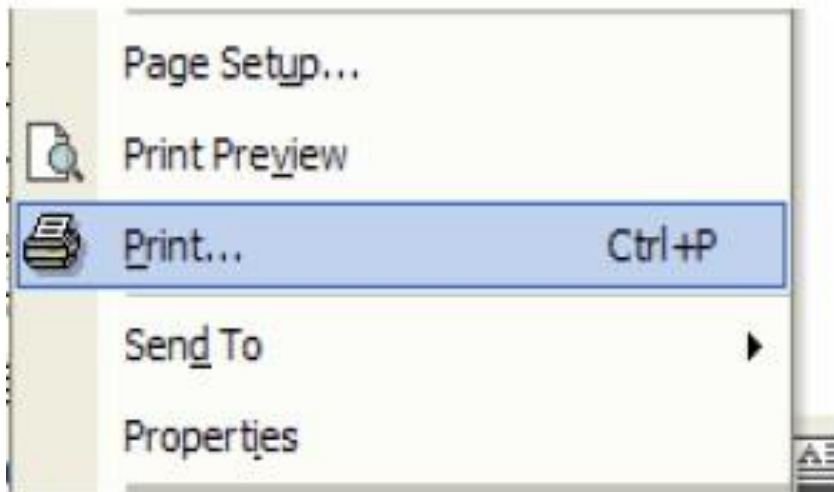 Page Setup...
Print Preview
Print... Ctrl+P
Send To
Properties